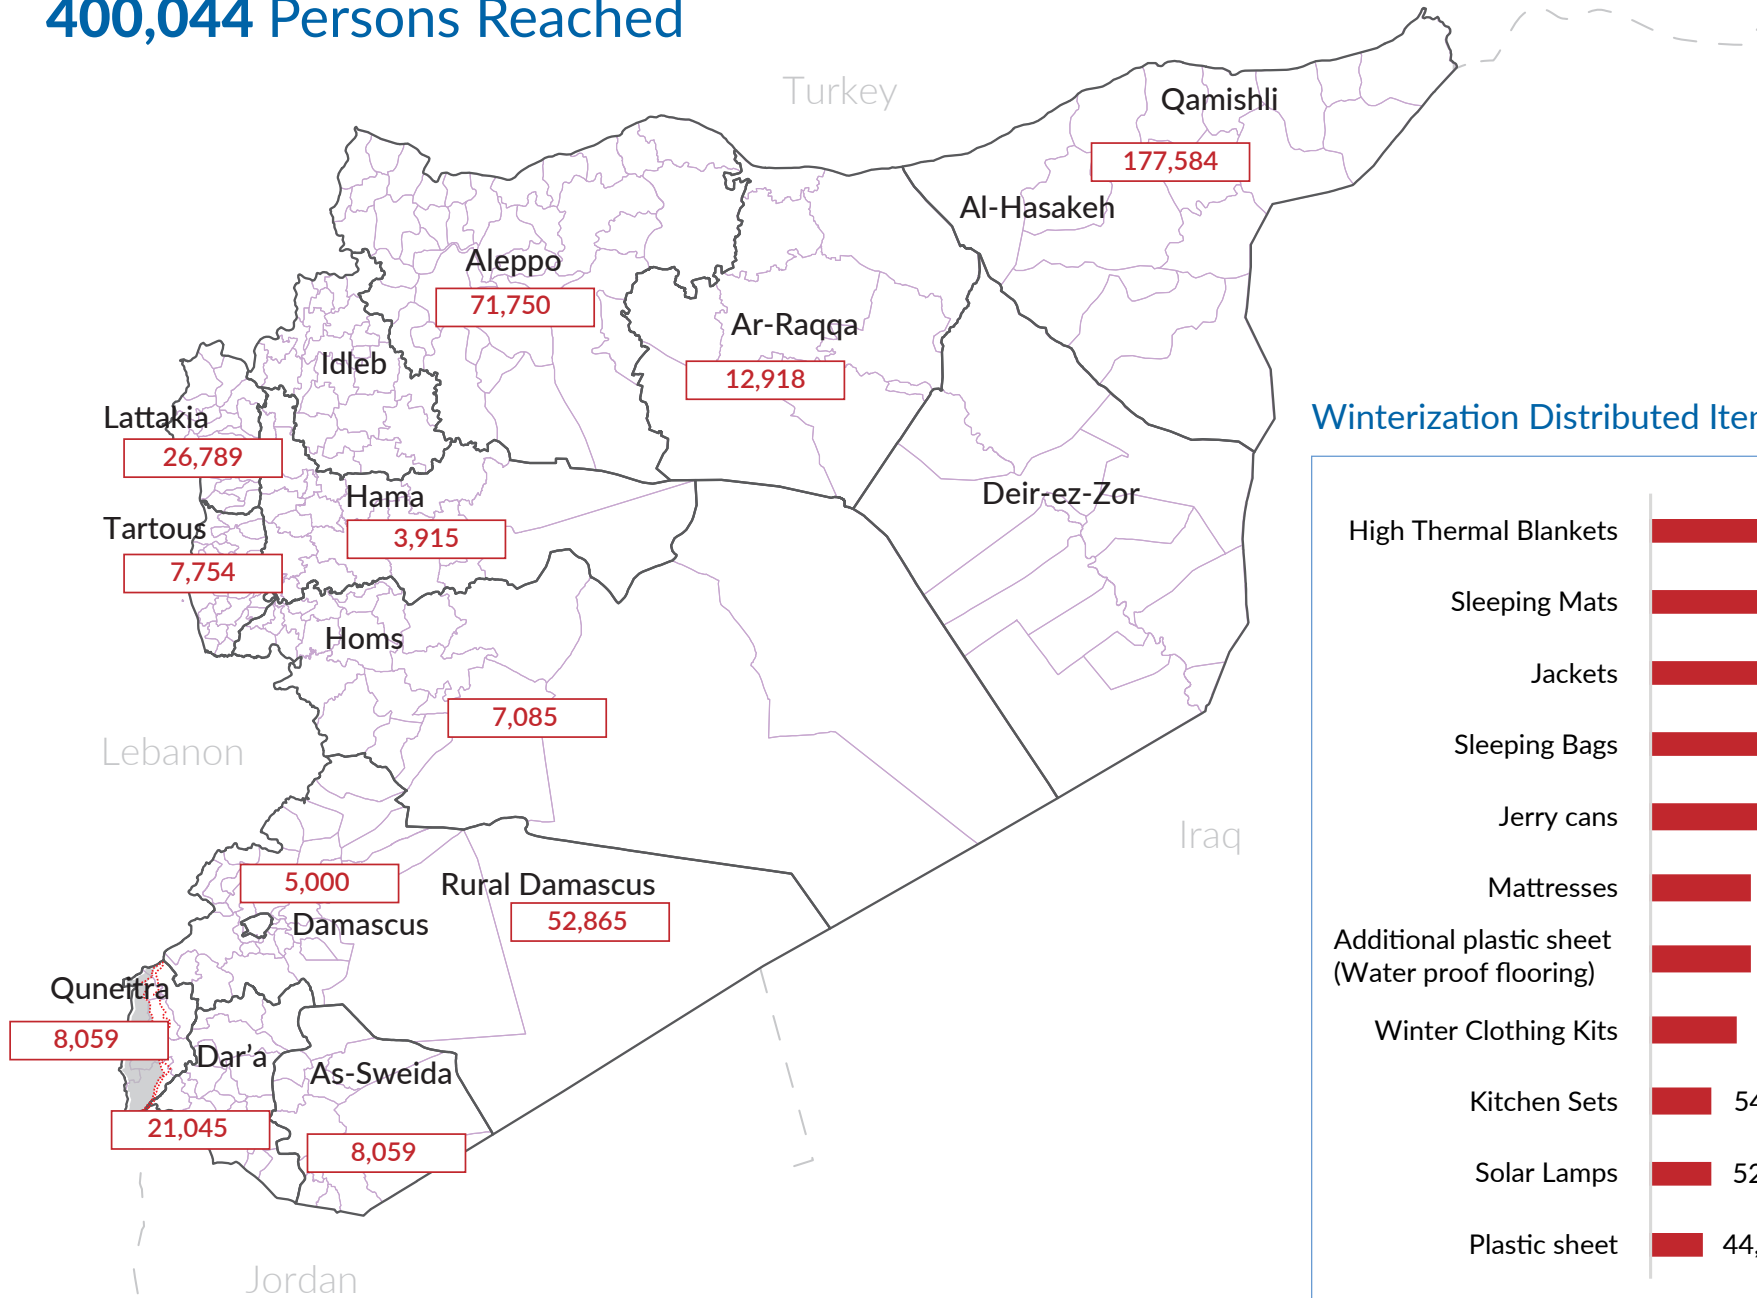 400,044 Persons Reached
Turkey
Qamishli
177,584
Al-Hasakeh
Aleppo
71,750
Ar-Raqqa
12,918
Idleb
Lattakia
26,789
Hama
3,915
Tartous
7,754
Deir-ez-Zor
Homs
7,085
Lebanon
Iraq
5,000
Rural Damascus
52,865
Damascus
Quneitra
8,059
Dar’a
21,045
As-Sweida
8,059
Jordan
Winterization Distributed Iter
High Thermal Blankets
Sleeping Mats
Jackets
Sleeping Bags
Jerry cans
Mattresses
Additional plastic sheet
(Water proof flooring)
Winter Clothing Kits
Kitchen Sets 54
Solar Lamps 52
Plastic sheet 44,